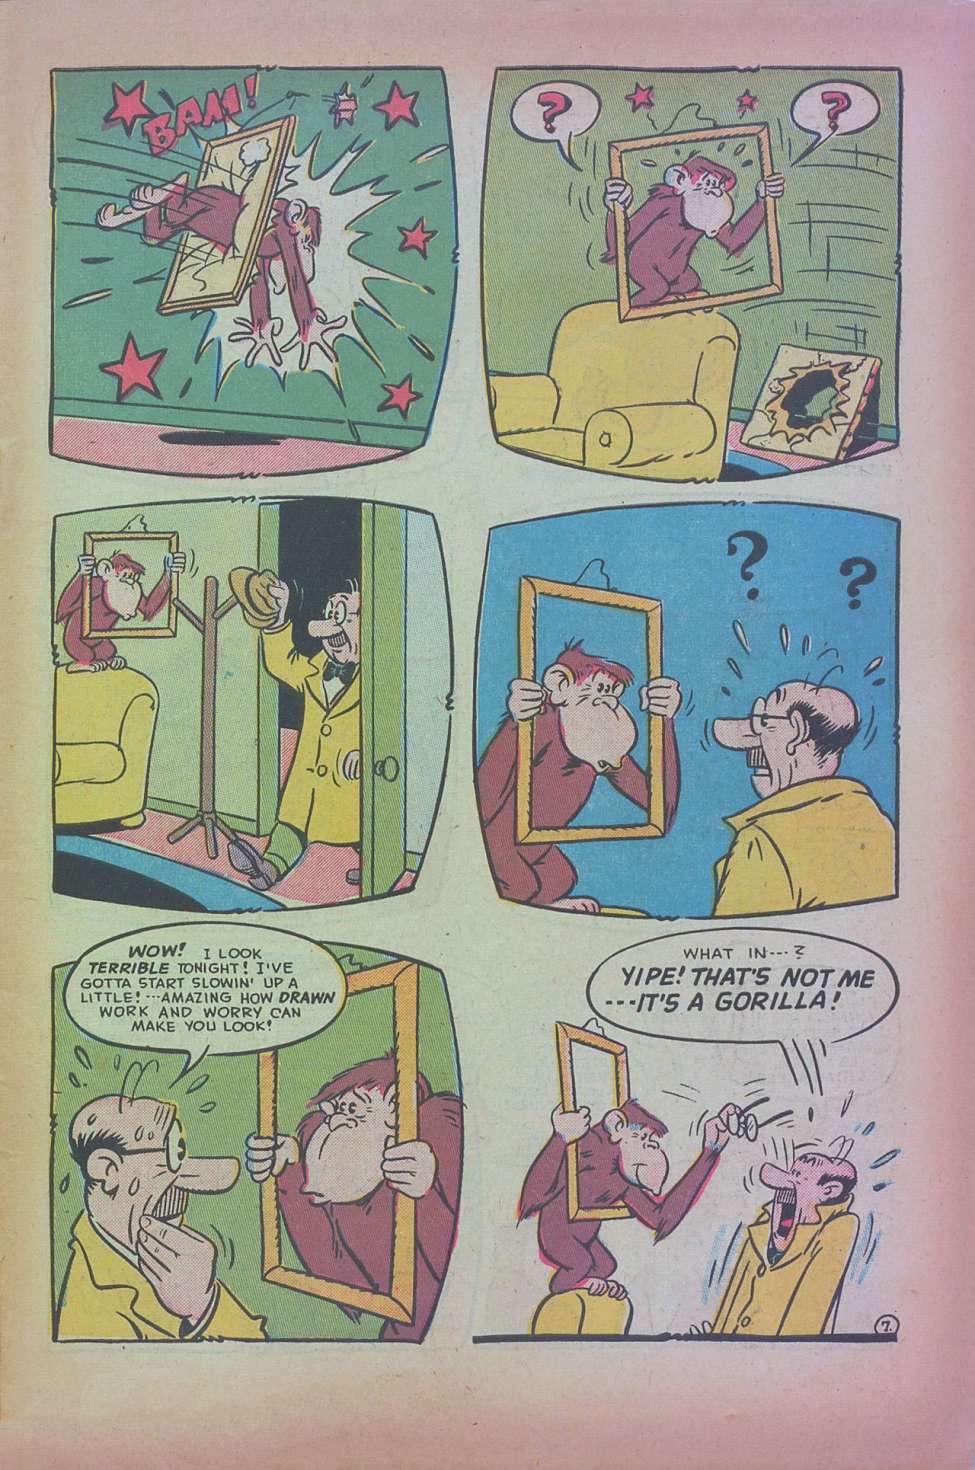 BAM!
?
?
?
?
WOW! I LOOK
TERRIBLE TONIGHT! I'VE
GOTTA START SLOWIN' UP A
LITTLE! --- AMAZING HOW DRAWN
WORK AND WORRY CAN
MAKE YOU LOOK!
WHAT IN --- ?
YIPE! THAT'S NOT ME
--- IT'S A GORILLA!
7.